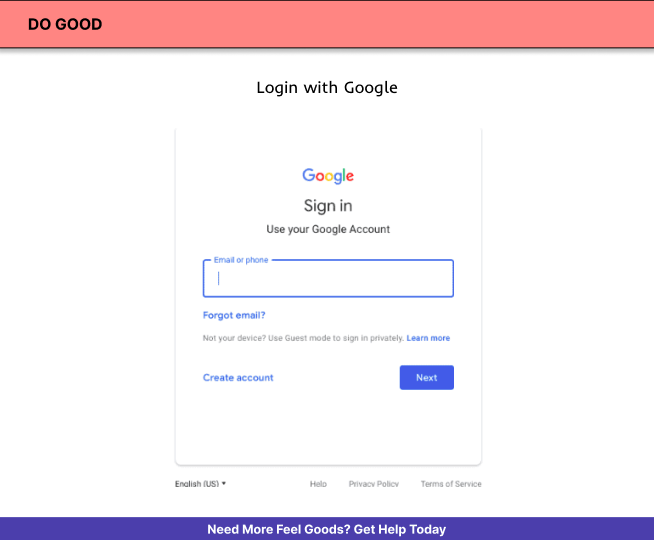 DO GOOD
Login with Google
Google
Sign in
Use your Google Account
Email or phone
Forgot email?
Not your device? Use Guest mode to sign in privately. Learn more
Create account Next
English (US) Help Privacy Policy Terms of Service
Need More Feel Goods? Get Help Today